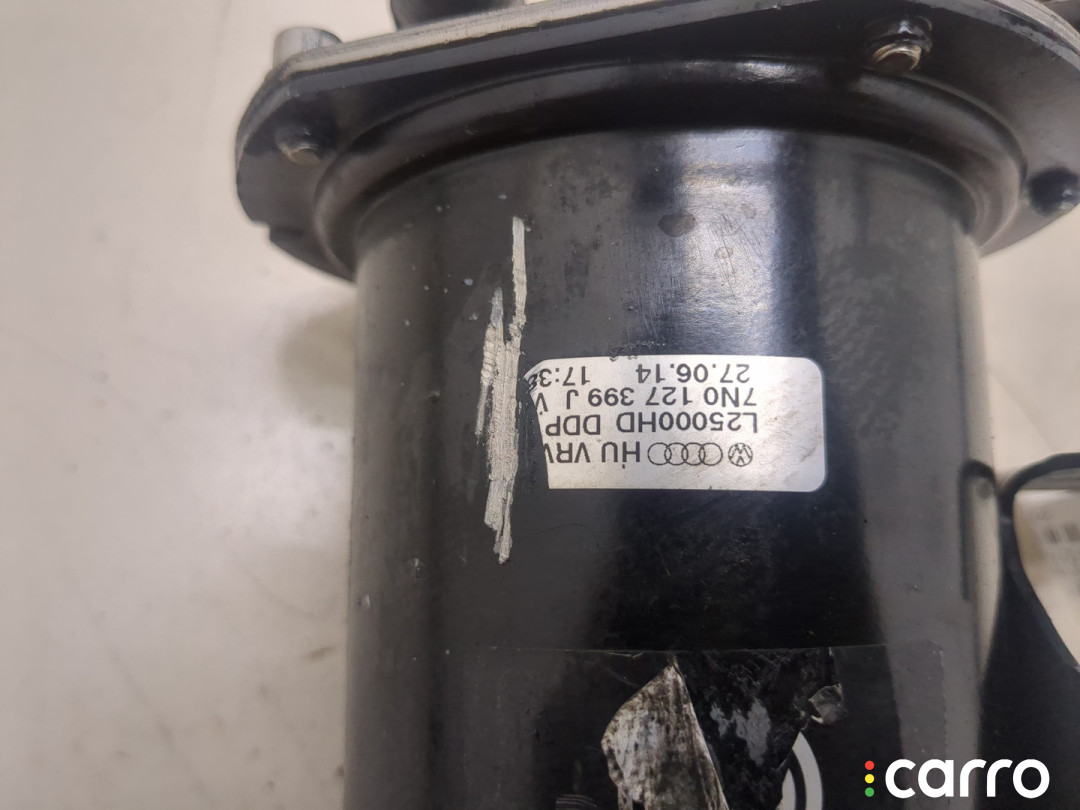 HU VRV
L25000HD DDP
7N0 127 399 J V
27.06.14 17:38
carro